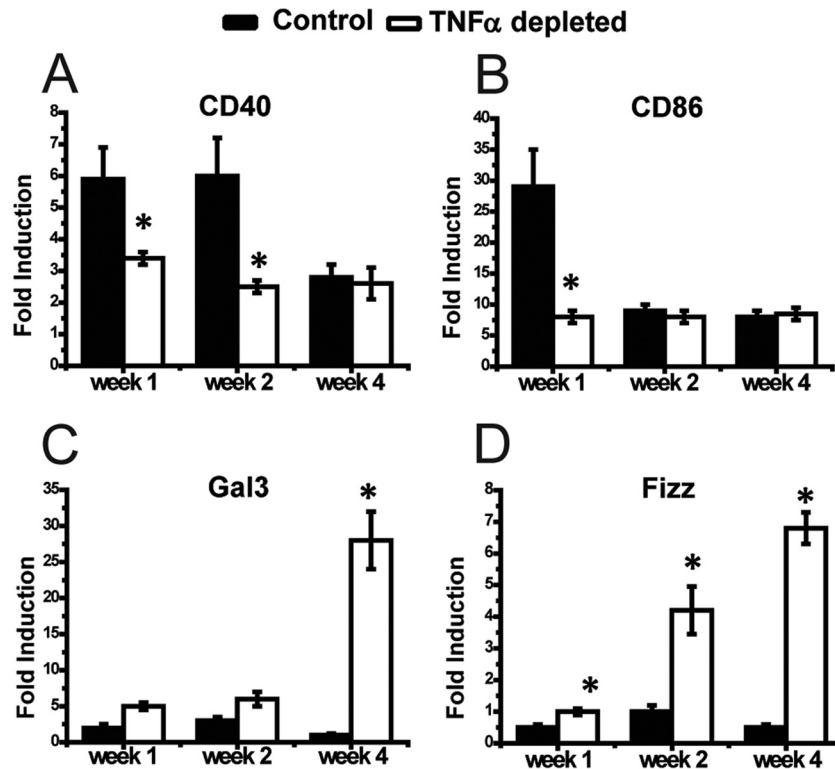 Control TNFα depleted
A
CD40
Fold Induction
8
7
6
5
4
3
2
1
0
*
*
week 1 week 2 week 4
B
CD86
Fold Induction
40
35
30
25
20
15
10
5
0
*
week 1 week 2 week 4
C
Gal3
Fold Induction
35
30
25
20
15
10
5
0
*
week 1 week 2 week 4
D
Fizz
Fold Induction
8
7
6
5
4
3
2
1
0
*
*
*
week 1 week 2 week 4